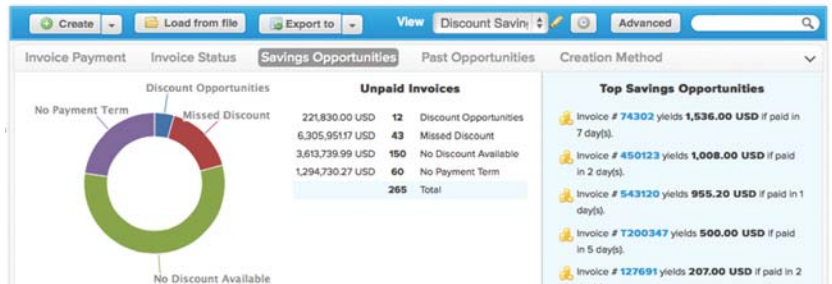 Create
Load from file
Export to
View
Discount Saving
Advanced
Invoice Payment
Invoice Status
Savings Opportunities
Past Opportunities
Creation Method
Discount Opportunities
No Payment Term
Missed Discount
No Discount Available
Unpaid Invoices
221,830.00 USD 12 Discount Opportunities
6,305,951.17 USD 43 Missed Discount
3,613,739.99 USD 150 No Discount Available
1,294,730.27 USD 60 No Payment Term
265 Total
Top Savings Opportunities
Invoice # 74302 yields 1,536.00 USD if paid in
7 day(s).
Invoice # 450123 yields 1,008.00 USD if paid
in 2 day(s).
Invoice # 543120 yields 955.20 USD if paid in 1
day(s).
Invoice # T200347 yields 500.00 USD if paid
in 5 day(s).
Invoice # 127691 yields 207.00 USD if paid in 2